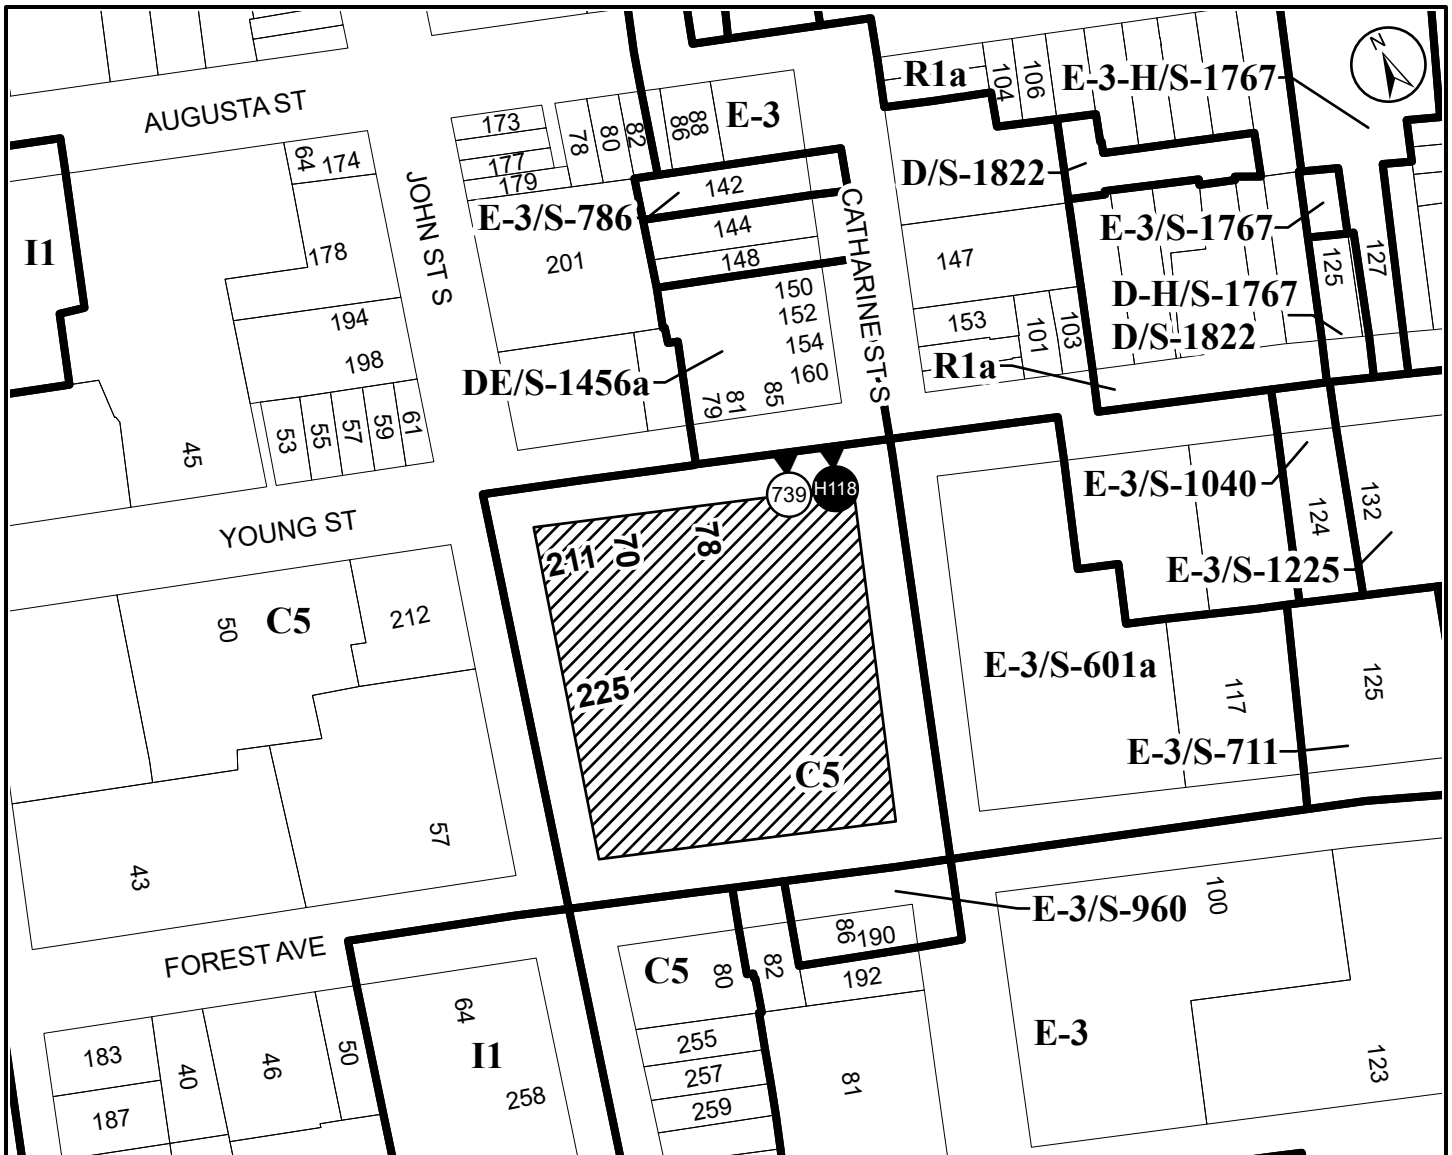 AUGUSTA ST
JOHN ST S
CATHARINE ST S
YOUNG ST
FOREST AVE
N
I1
64
174
178
194
198
45
53
55
57
59
61
173
177
179
78
80
82
86
88
E-3
142
E-3/S-786
144
148
201
150
152
154
160
DE/S-1456a
79
81
85
R1a
104
106
E-3-H/S-1767
D/S-1822
E-3/S-1767
147
153
101
103
D-H/S-1767
D/S-1822
125
127
R1a
739
H118
211
70
78
225
C5
50
C5
212
43
57
E-3/S-1040
124
132
E-3/S-1225
E-3/S-601a
117
125
E-3/S-711
E-3/S-960
100
E-3
123
C5
80
82
86
190
192
255
257
259
81
64
I1
258
183
187
40
46
50